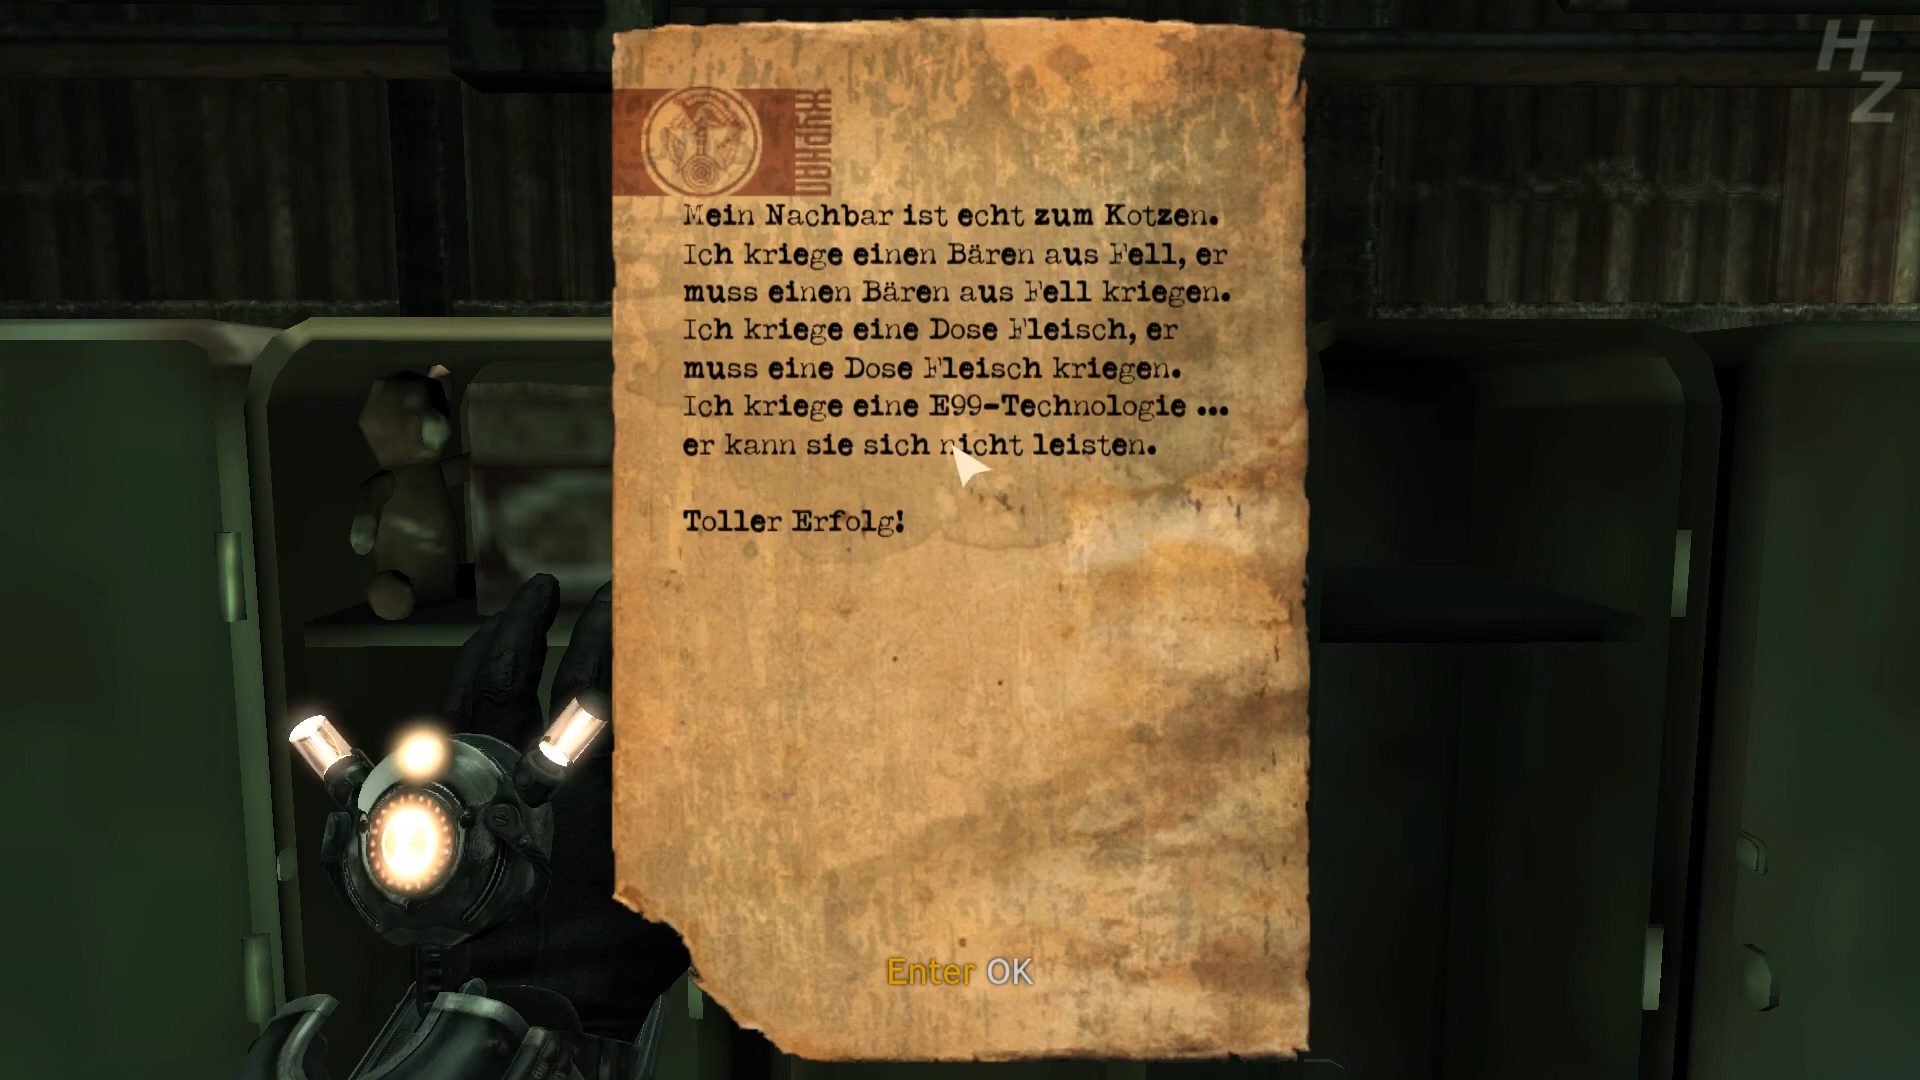 HZ
Mein Nachbar ist echt zum Kotzen.
Ich kriege einen Bären aus Fell, er
muss einen Bären aus Fell kriegen.
Ich kriege eine Dose Fleisch, er
muss eine Dose Fleisch kriegen.
Ich kriege eine E99-Technologie ...
er kann sie sich nicht leisten.
Toller Erfolg!
Enter OK